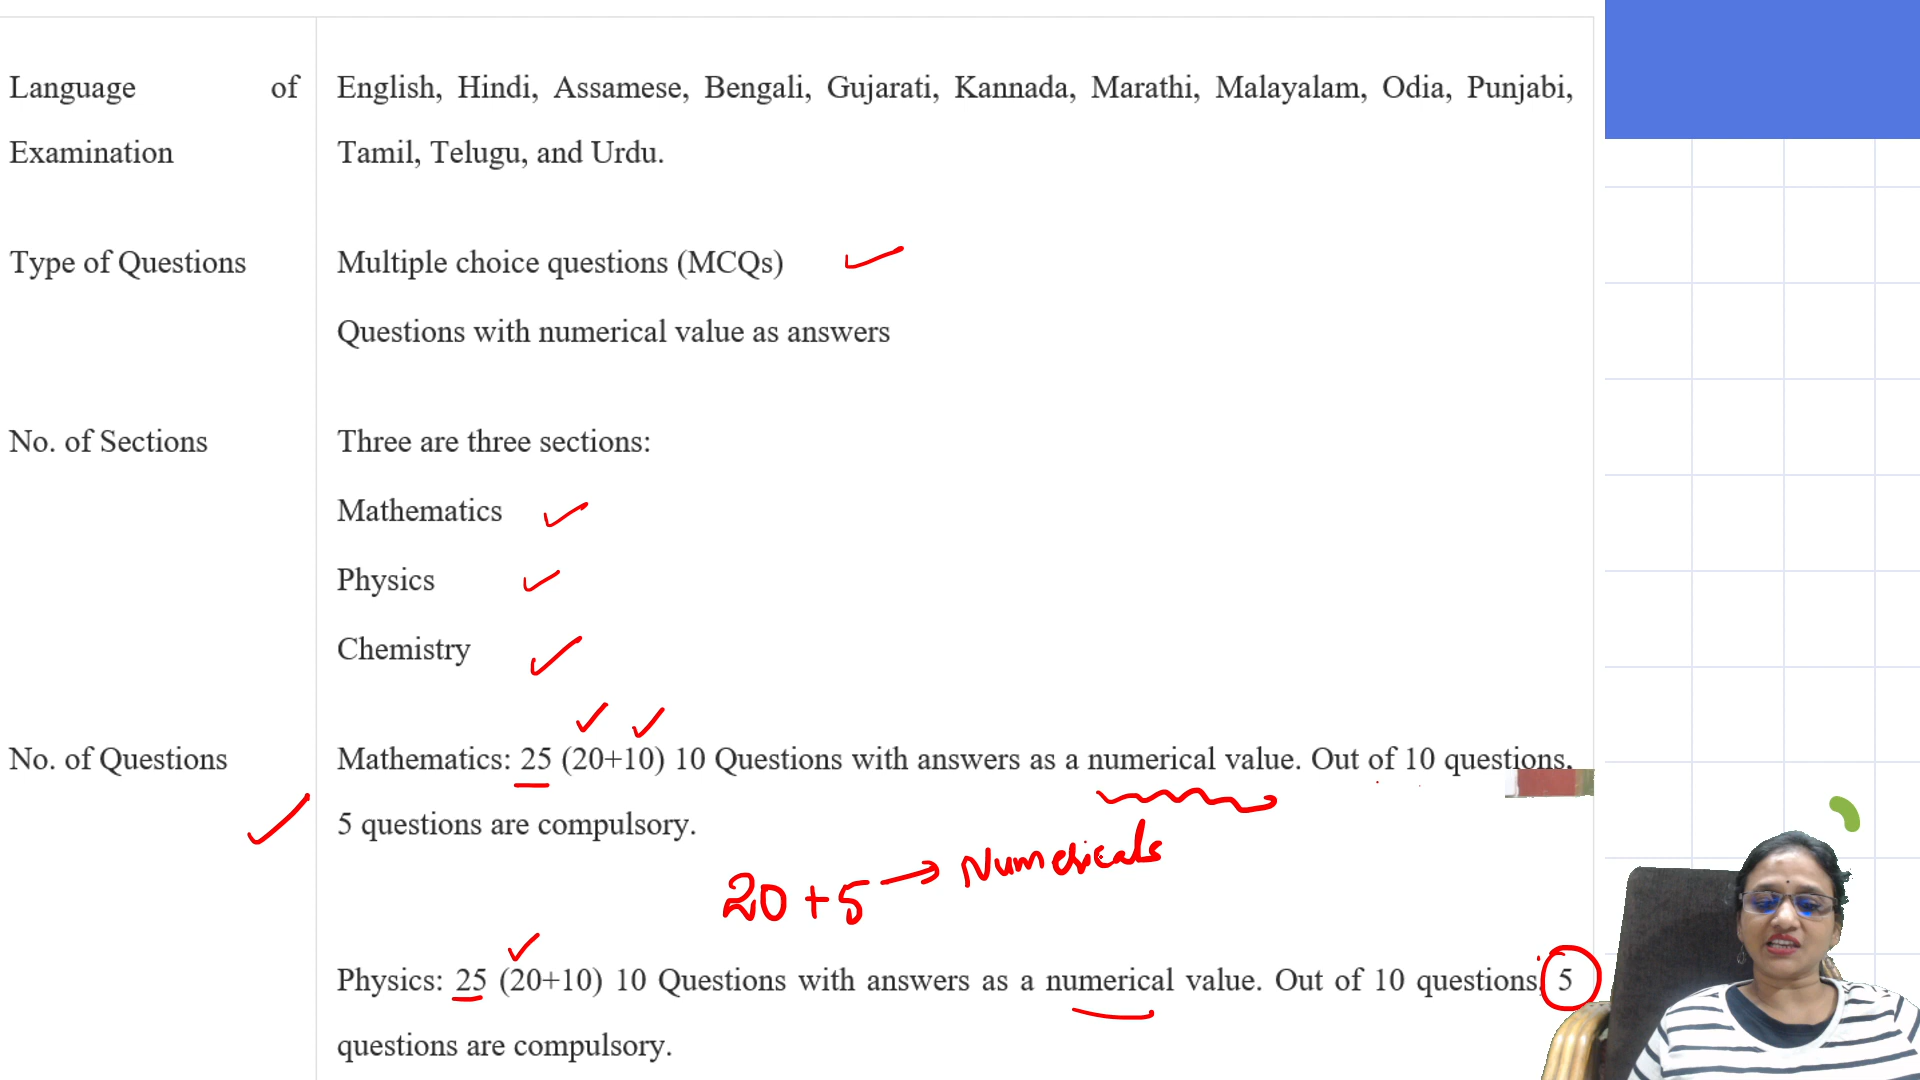 Language of English, Hindi, Assamese, Bengali, Gujarati, Kannada, Marathi, Malayalam, Odia, Punjabi,
Examination Tamil, Telugu, and Urdu.
Type of Questions Multiple choice questions (MCQs)
Questions with numerical value as answers
No. of Sections Three are three sections:
Mathematics
Physics
Chemistry
No. of Questions Mathematics: 25 (20+10) 10 Questions with answers as a numerical value. Out of 10 questions,
5 questions are compulsory.
20 + 5 → Numericals
Physics: 25 (20+10) 10 Questions with answers as a numerical value. Out of 10 questions, 5
questions are compulsory.